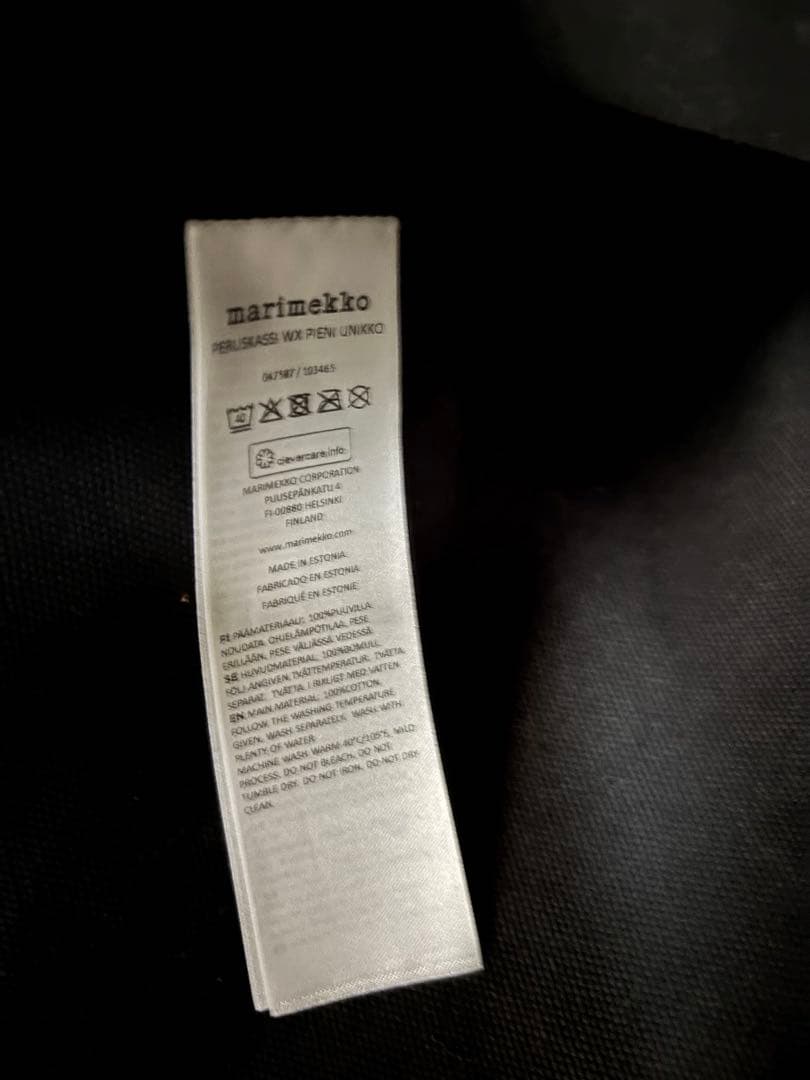 marimekko
PERUSKASSI WX PIENI UNIKKO
047587 / 103465
40
clevercare.info
MARIMEKKO CORPORATION
PUUSEPÄNKATU 4
FI-00880 HELSINKI
FINLAND
www.marimekko.com
MADE IN ESTONIA
FABRICADO EN ESTONIA
FABRIQUÉ EN ESTONIE
FI PÄÄMATERIAALI: 100%PUUVILLA.
NOUDATA OHJELÄMPÖTILAA. PESE
ERILLÄÄN. PESE VÄLJÄSSÄ VEDESSÄ.
SE HUVUDMATERIAL: 100%BOMULL.
FÖLJ ANGIVEN TVÄTTEMPERATUR. TVÄTTA
SEPARAT. TVÄTTA I RIKLIGT MED VATTEN.
EN MAIN MATERIAL: 100%COTTON.
FOLLOW THE WASHING TEMPERATURE
GIVEN. WASH SEPARATELY. WASH WITH
PLENTY OF WATER.
MACHINE WASH WARM 40°C/105°F, MILD
PROCESS. DO NOT BLEACH. DO NOT
TUMBLE DRY. DO NOT IRON. DO NOT DRY
CLEAN.